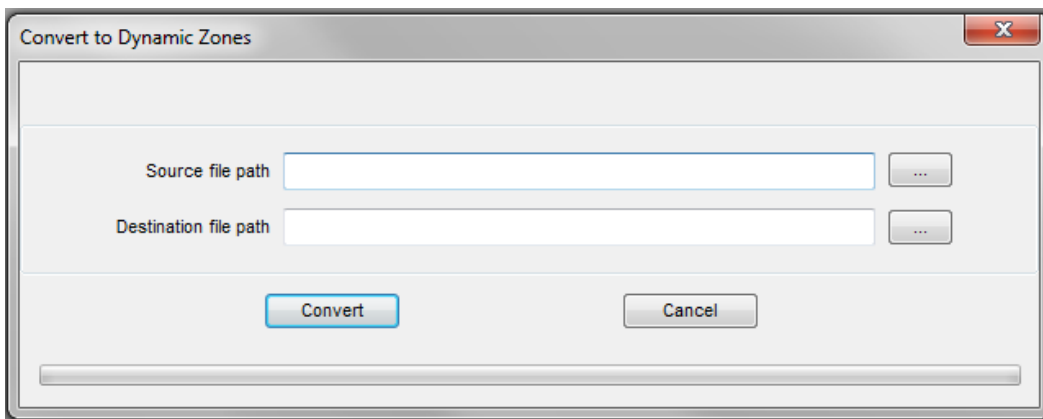 Convert to Dynamic Zones
X
Source file path ...
Destination file path ...
Convert Cancel